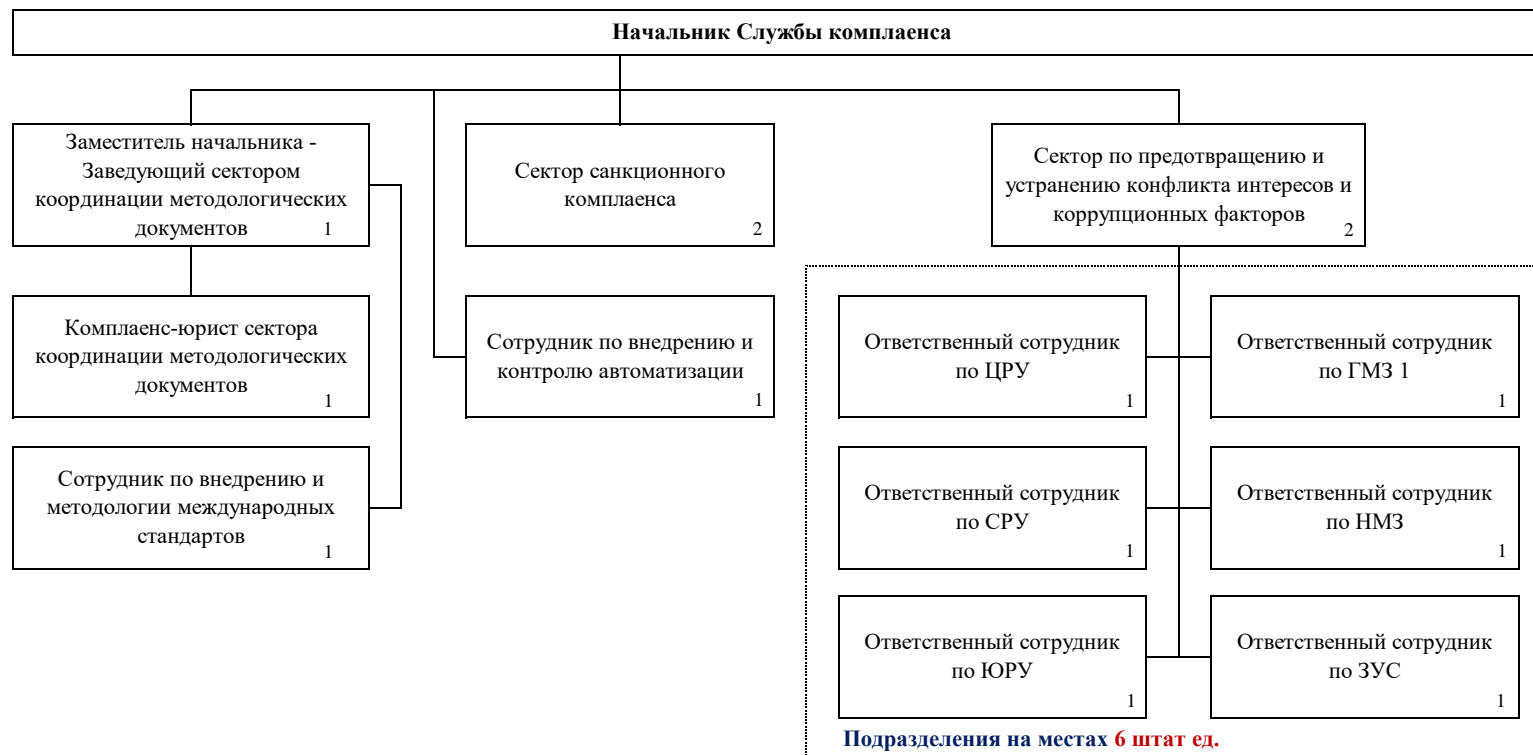 Начальник Службы комплаенса
Заместитель начальника -
Заведующий сектором
координации методологических
документов
1
Сектор санкционного
комплаенса
2
Сектор по предотвращению и
устранению конфликта интересов и
коррупционных факторов
2
Комплаенс-юрист сектора
координации методологических
документов
1
Сотрудник по внедрению и
контролю автоматизации
1
Ответственный сотрудник
по ЦРУ
1
Ответственный сотрудник
по ГМЗ 1
1
Сотрудник по внедрению и
методологии международных
стандартов
1
Ответственный сотрудник
по СРУ
1
Ответственный сотрудник
по НМЗ
1
Ответственный сотрудник
по ЮРУ
1
Ответственный сотрудник
по ЗУС
1
Подразделения на местах 6 штат ед.